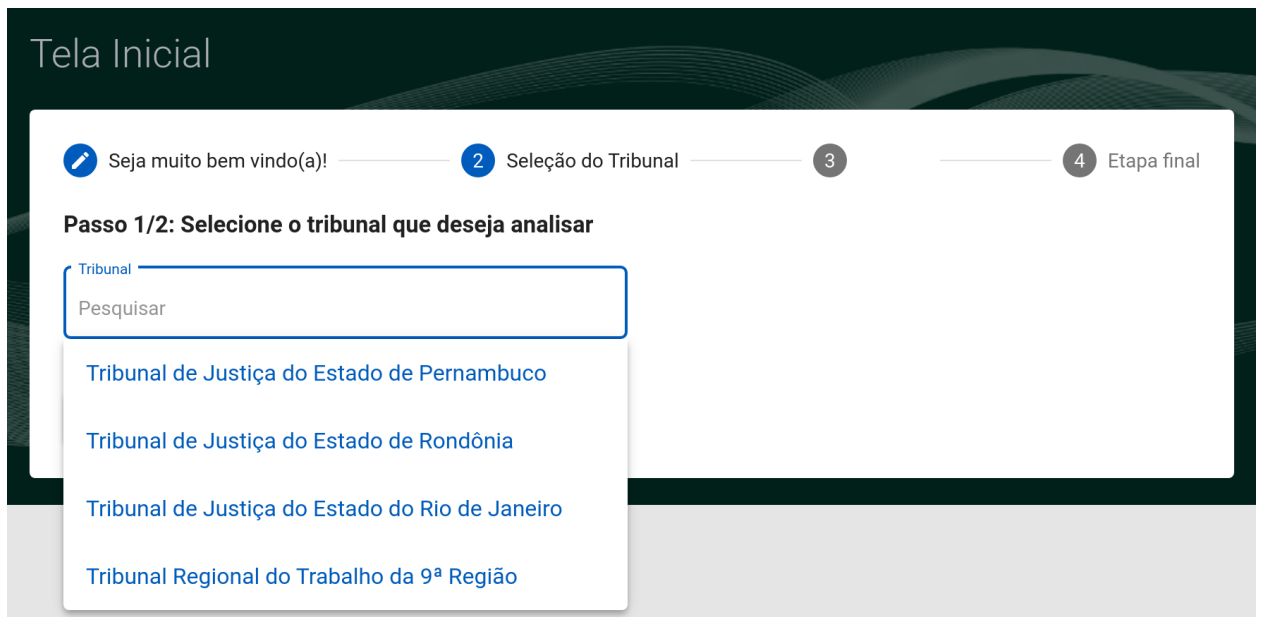 Tela Inicial
Seja muito bem vindo(a)! 2 Seleção do Tribunal 3 4 Etapa final
Passo 1/2: Selecione o tribunal que deseja analisar
Tribunal
Pesquisar
Tribunal de Justiça do Estado de Pernambuco
Tribunal de Justiça do Estado de Rondônia
Tribunal de Justiça do Estado do Rio de Janeiro
Tribunal Regional do Trabalho da 9ª Região